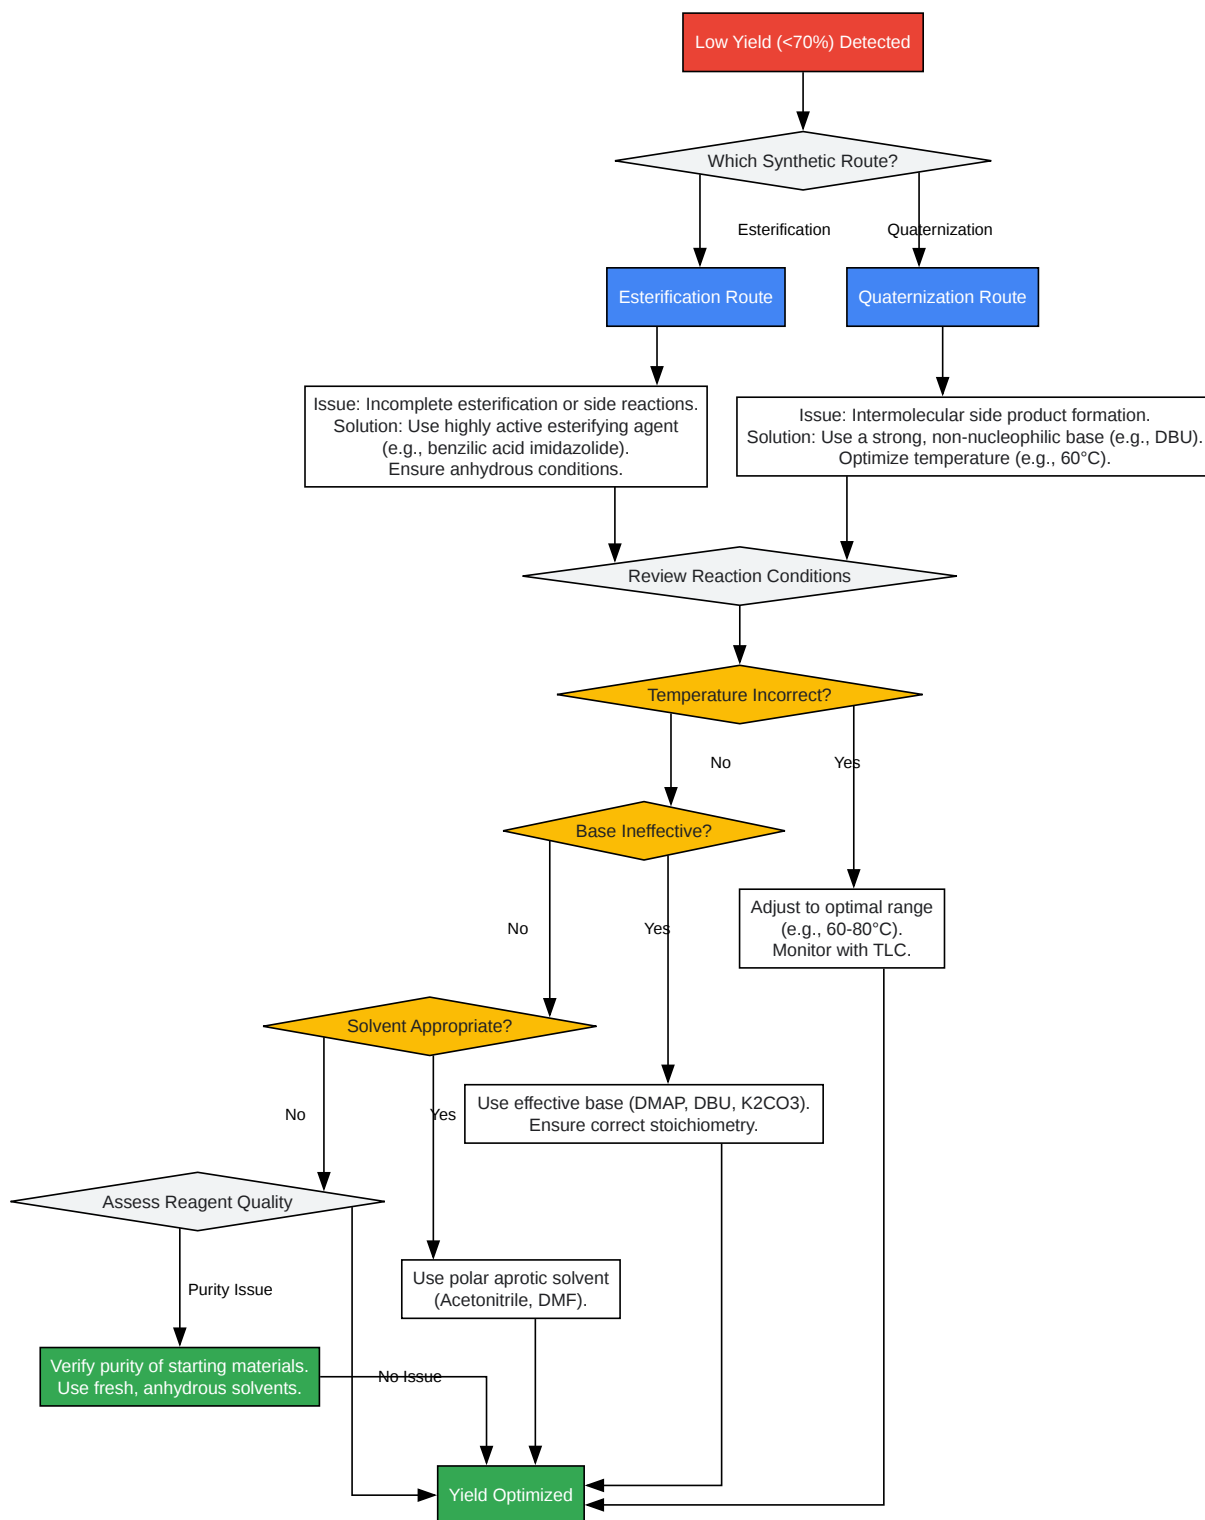 Low Yield (<70%) Detected
Which Synthetic Route?
Esterification
Quaternization
Esterification Route
Quaternization Route
Issue: Incomplete esterification or side reactions.
Solution: Use highly active esterifying agent
(e.g., benzilic acid imidazolide).
Ensure anhydrous conditions.
Issue: Intermolecular side product formation.
Solution: Use a strong, non-nucleophilic base (e.g., DBU).
Optimize temperature (e.g., 60°C).
Review Reaction Conditions
Temperature Incorrect?
No
Yes
Base Ineffective?
No
Yes
Adjust to optimal range
(e.g., 60-80°C).
Monitor with TLC.
Solvent Appropriate?
No
Yes
Use effective base (DMAP, DBU, K2CO3).
Ensure correct stoichiometry.
Assess Reagent Quality
Purity Issue
Use polar aprotic solvent
(Acetonitrile, DMF).
Verify purity of starting materials.
Use fresh, anhydrous solvents.
No Issue
Yield Optimized